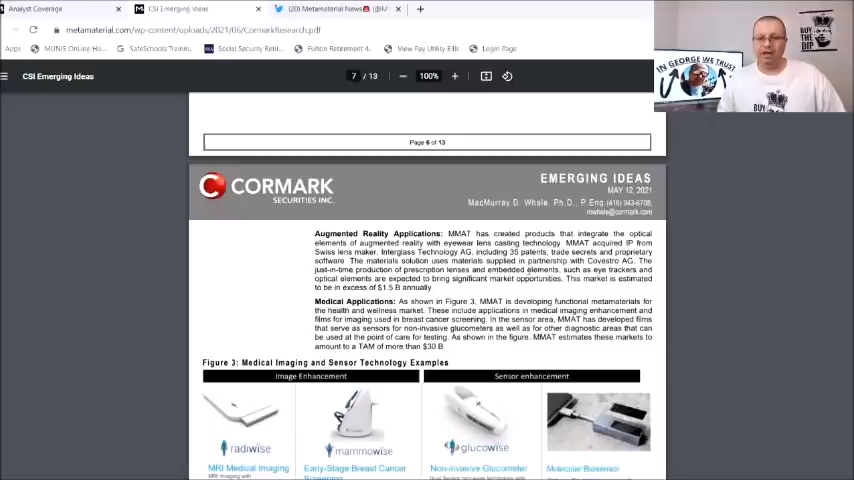 Analyst Coverage
CSI Emerging Ideas
(20) Metamaterial News
metamaterial.com/wp-content/uploads/2021/06/CormarkResearch.pdf
Apps
MUNIS OnLine Ho...
SafeSchools Trainin...
Social Security Retir...
Fulton Retirement 4...
View Pay Utility Bills
Login Page
CSI Emerging Ideas
7 / 13
100%
IN GEORGE WE TRUST
BUY
THE
DIP
BUY
Page 6 of 13
CORMARK
SECURITIES INC.
EMERGING IDEAS
MAY 12, 2021
MacMurray D. Whale, Ph.D., P.Eng.(416) 943-6708,
mwhale@cormark.com
Augmented Reality Applications: MMAT has created products that integrate the optical
elements of augmented reality with eyewear lens casting technology MMAT acquired IP from
Swiss lens maker, Interglass Technology AG, including 35 patents, trade secrets and proprietary
software The materials solution uses materials supplied in partnership with Covestro AG. The
just-in-time production of prescription lenses and embedded elements, such as eye trackers and
optical elements are expected to bring significant market opportunities. This market is estimated
to be in excess of $1.5 B annually
Medical Applications: As shown in Figure 3, MMAT is developing functional metamaterials for
the health and wellness market. These include applications in medical imaging enhancement and
films for imaging used in breast cancer screening. In the sensor area, MMAT has developed films
that serve as sensors for non-invasive glucometers as well as for other diagnostic areas that can
be used at the point of care for testing. As shown in the figure, MMAT estimates these markets to
amount to a TAM of more than $30 B
Figure 3: Medical Imaging and Sensor Technology Examples
Image Enhancement
Sensor enhancement
radiwise
mammowise
glucowise
MRI Medical Imaging
Early-Stage Breast Cancer
Screening
Non-invasive Glucometer
Molecular Biosensor
MRI Imaging with